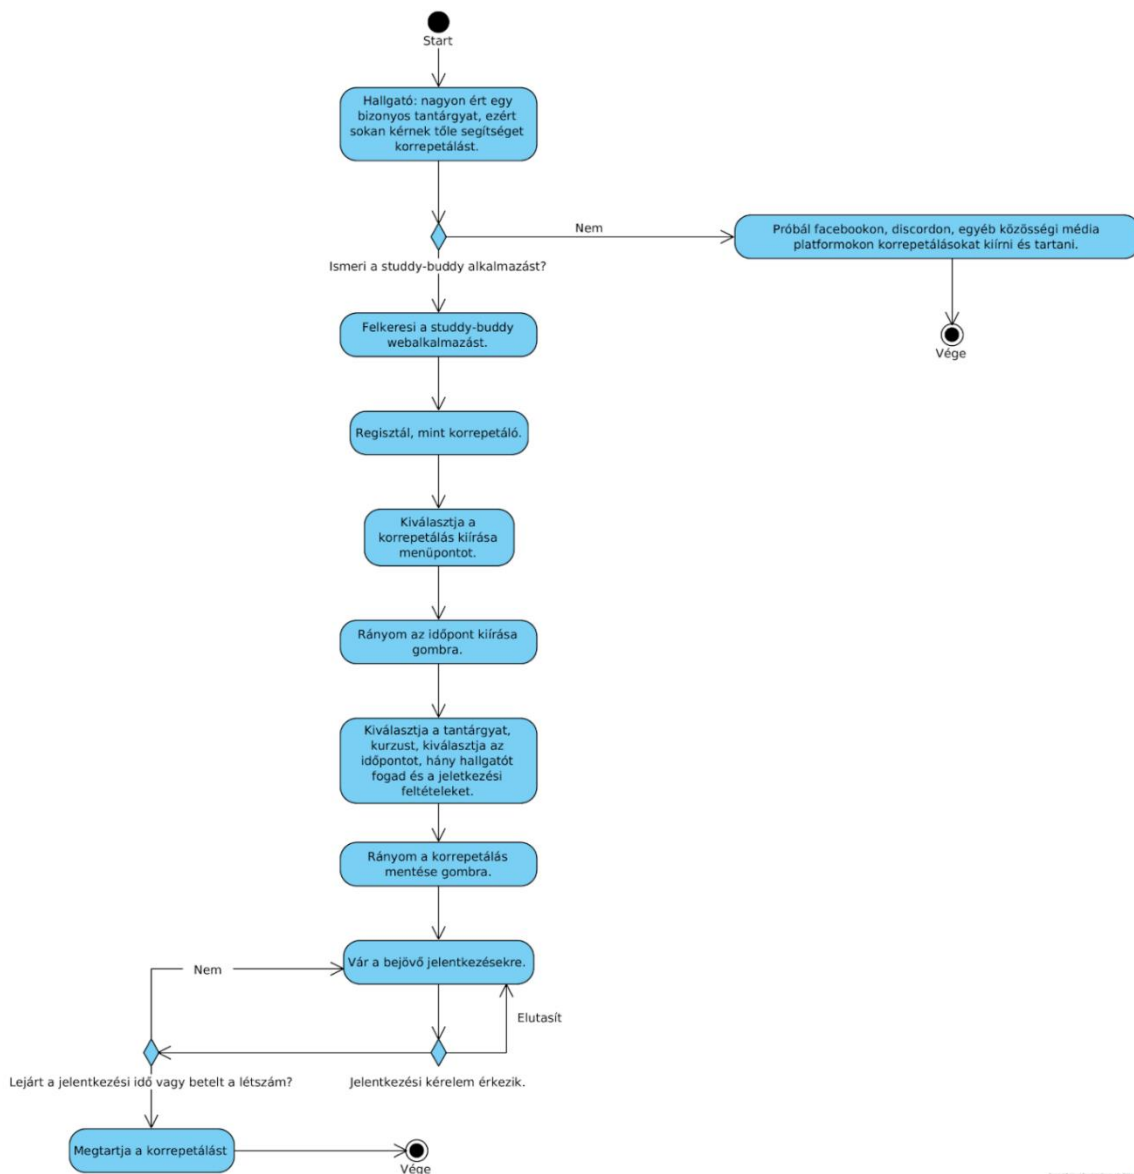 Start
Hallgató: nagyon ért egy
bizonyos tantárgyat, ezért
sokan kérnek tőle segítséget
korrepetálást.
Nem
Próbál facebookon, discordon, egyéb közösségi média
platformokon korrepetálásokat kiírni és tartani.
Ismeri a studdy-buddy alkalmazást?
Vége
Felkeresi a studdy-buddy
webalkalmazást.
Regisztál, mint korrepetáló.
Kiválasztja a
korrepetálás kiírása
menüpontot.
Rányom az időpont kiírása
gombra.
Kiválasztja a tantárgyat,
kurzust, kiválasztja az
időpontot, hány hallgatót
fogad és a jeletkezési
feltételeket.
Rányom a korrepetálás
mentése gombra.
Vár a bejövő jelentkezésekre.
Nem
Elutasít
Lejárt a jelentkezési idő vagy betelt a létszám?
Jelentkezési kérelem érkezik.
Megtartja a korrepetálást
Vége